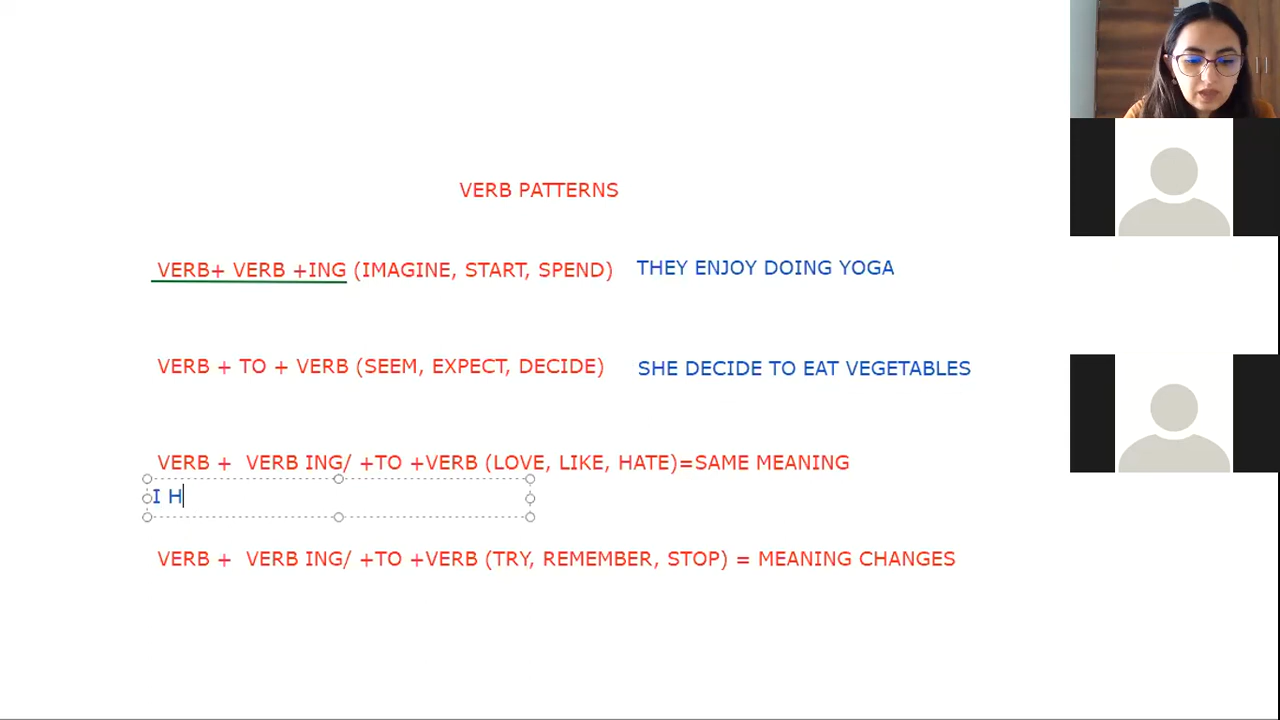 VERB PATTERNS
VERB+ VERB +ING (IMAGINE, START, SPEND) THEY ENJOY DOING YOGA
VERB + TO + VERB (SEEM, EXPECT, DECIDE) SHE DECIDE TO EAT VEGETABLES
VERB + VERB ING/ +TO +VERB (LOVE, LIKE, HATE)=SAME MEANING
I H
VERB + VERB ING/ +TO +VERB (TRY, REMEMBER, STOP) = MEANING CHANGES